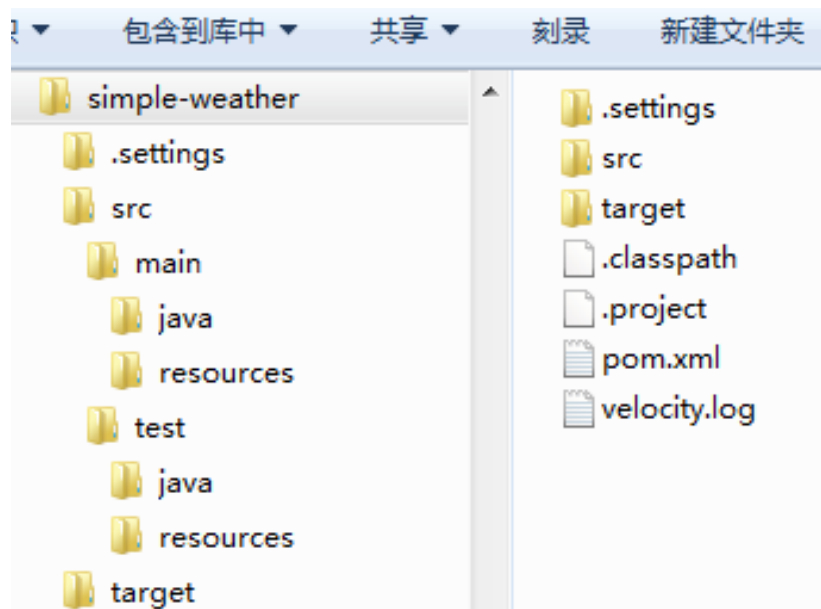 包含到库中 共享 刻录 新建文件夹
simple-weather
.settings
src
main
java
resources
test
java
resources
target
.settings
src
target
.classpath
.project
pom.xml
velocity.log